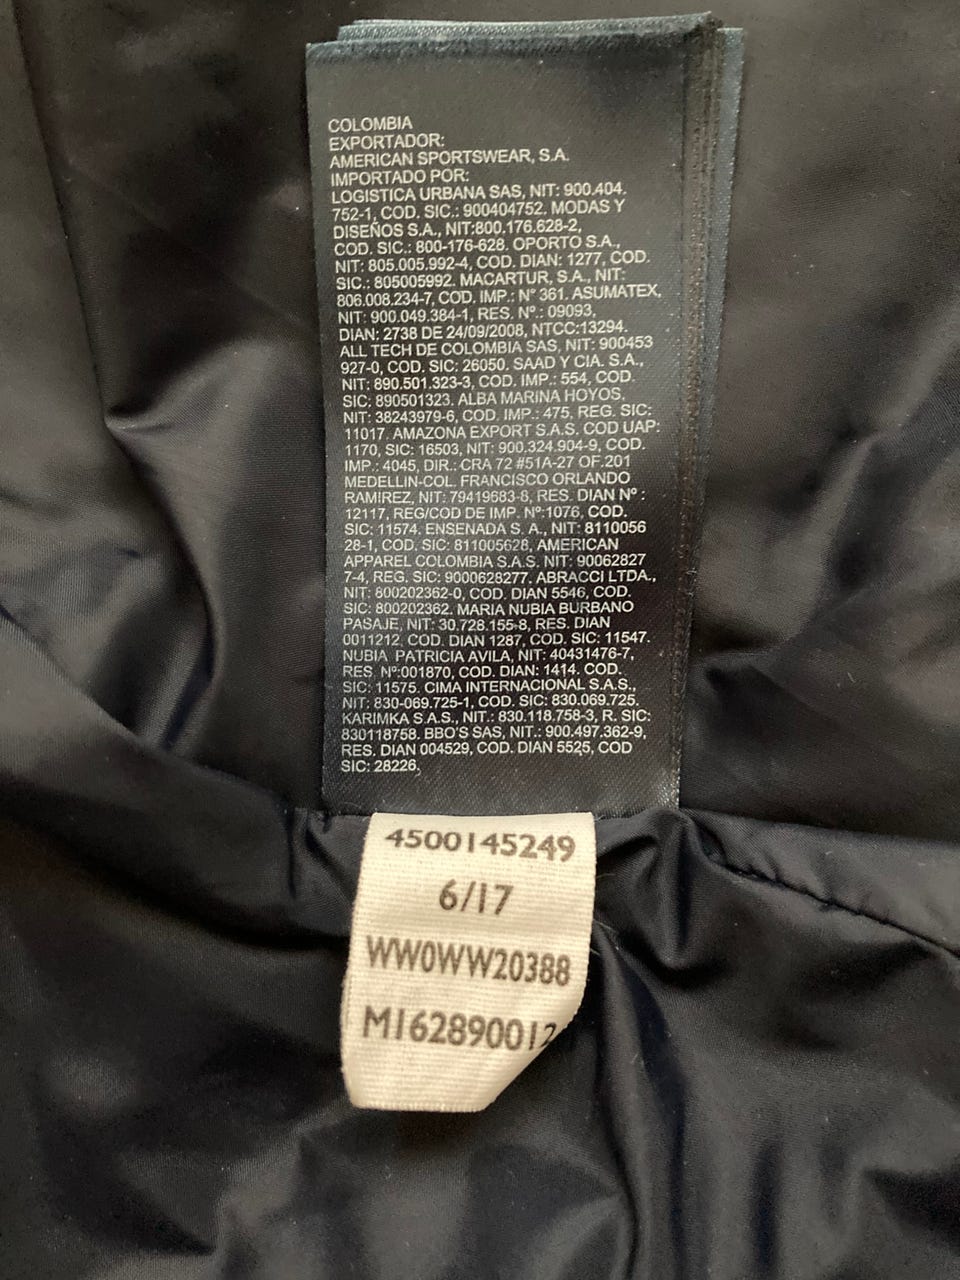 COLOMBIA
EXPORTADOR:
AMERICAN SPORTSWEAR, S.A.
IMPORTADO POR:
LOGISTICA URBANA SAS, NIT: 900.404.
752-1, COD. SIC.: 900404752. MODAS Y
DISEÑOS S.A., NIT:800.176.628-2,
COD. SIC.: 800-176-628. OPORTO S.A.,
NIT: 805.005.992-4, COD. DIAN: 1277, COD.
SIC.: 805005992. MACARTUR, S.A., NIT:
806.008.234-7, COD. IMP.: Nº 361. ASUMATEX,
NIT: 900.049.384-1, RES. Nº.: 09093,
DIAN: 2738 DE 24/09/2008, NTCC:13294.
ALL TECH DE COLOMBIA SAS, NIT: 900453
927-0, COD. SIC: 26050. SAAD Y CIA. S.A.,
NIT: 890.501.323-3, COD. IMP.: 554, COD.
SIC: 890501323. ALBA MARINA HOYOS,
NIT: 38243979-6, COD. IMP.: 475, REG. SIC:
11017. AMAZONA EXPORT S.A.S. COD UAP:
1170, SIC: 16503, NIT: 900.324.904-9, COD.
IMP.: 4045, DIR.: CRA 72 #51A-27 OF.201
MEDELLIN-COL. FRANCISCO ORLANDO
RAMIREZ, NIT: 79419683-8, RES. DIAN Nº :
12117, REG/COD DE IMP. Nº:1076, COD.
SIC: 11574. ENSENADA S. A., NIT: 8110056
28-1, COD. SIC: 811005628, AMERICAN
APPAREL COLOMBIA S.A.S. NIT: 90062827
7-4, REG. SIC: 9000628277. ABRACCI LTDA.,
NIT: 800202362-0, COD. DIAN 5546, COD.
SIC: 800202362. MARIA NUBIA BURBANO
PASAJE, NIT: 30.728.155-8, RES. DIAN
0011212, COD. DIAN 1287, COD. SIC: 11547.
NUBIA PATRICIA AVILA, NIT: 40431476-7,
RES. Nº:001870, COD. DIAN: 1414. COD.
SIC: 11575. CIMA INTERNACIONAL S.A.S.,
NIT: 830-069.725-1, COD. SIC: 830.069.725.
KARIMKA S.A.S., NIT.: 830.118.758-3, R. SIC:
830118758. BBO'S SAS, NIT.: 900.497.362-9,
RES. DIAN 004529, COD. DIAN 5525, COD
SIC: 28226.
4500145249
6/17
WW0WW20388
M162890012